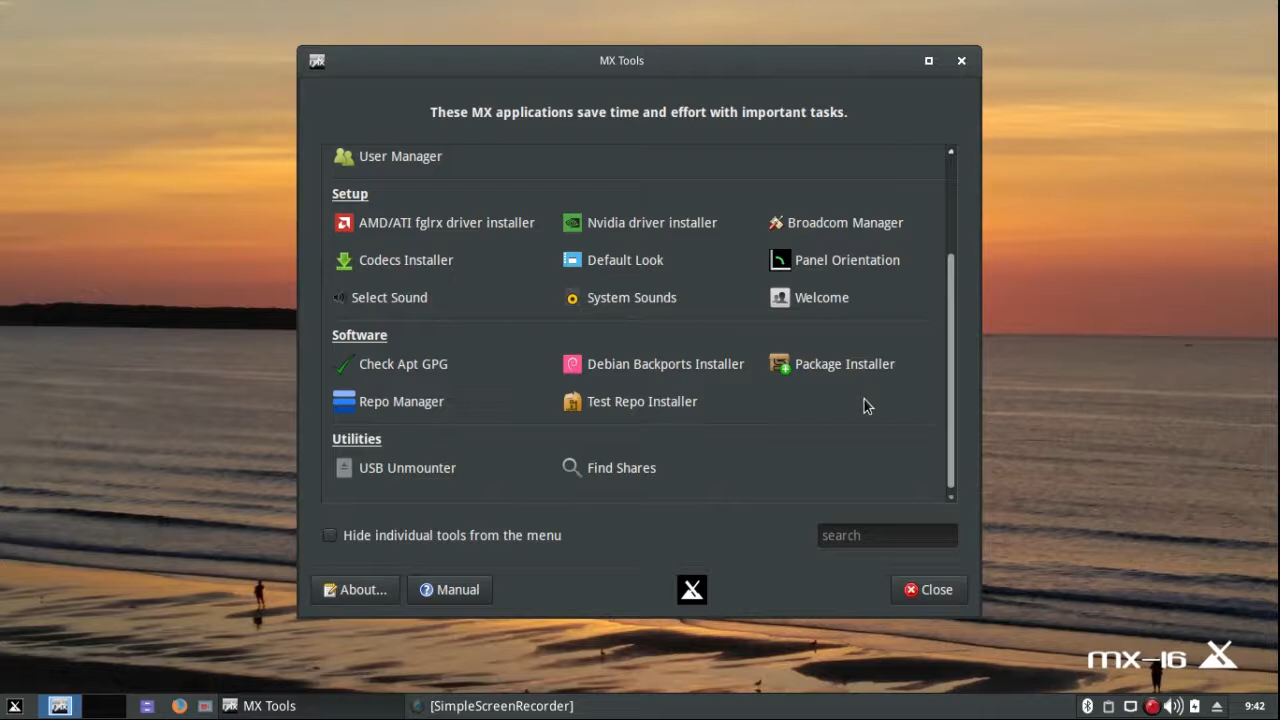 MX Tools
These MX applications save time and effort with important tasks.
User Manager
Setup
AMD/ATI fglrx driver installer Nvidia driver installer Broadcom Manager
Codecs Installer Default Look Panel Orientation
Select Sound System Sounds Welcome
Software
Check Apt GPG Debian Backports Installer Package Installer
Repo Manager Test Repo Installer
Utilities
USB Unmounter Find Shares
Hide individual tools from the menu search
About... Manual Close
mx-16
MX Tools [SimpleScreenRecorder] 9:42